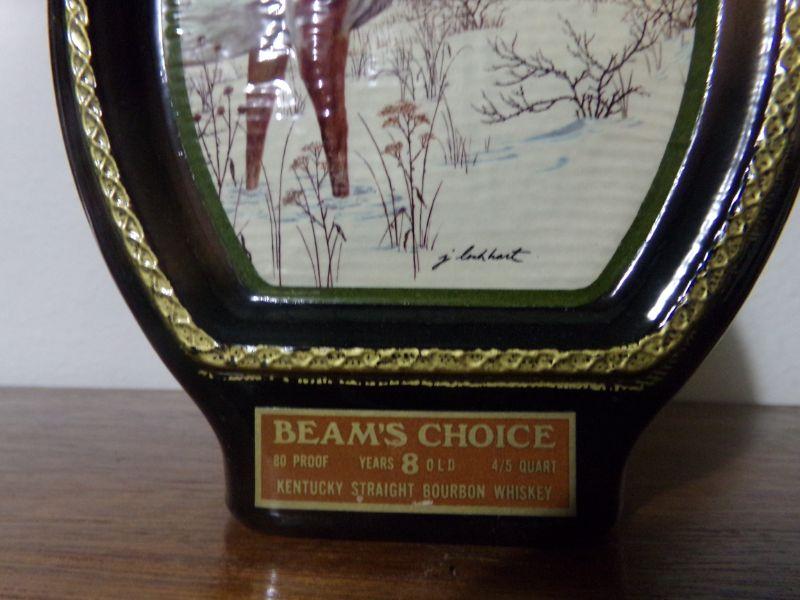 j lockhart
BEAM'S CHOICE
80 PROOF YEARS 8 OLD 4/5 QUART
KENTUCKY STRAIGHT BOURBON WHISKEY